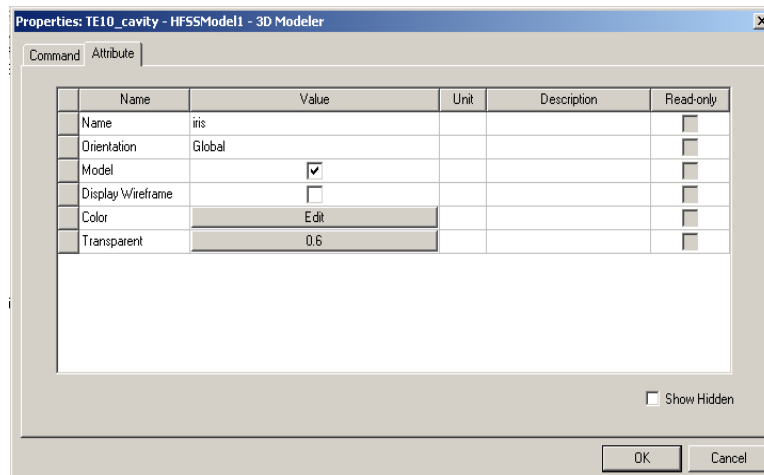 Properties: TE10_cavity - HFSSModel1 - 3D Modeler
Command Attribute
Name Value Unit Description Read-only
Name iris
Orientation Global
Model
Display Wireframe
Color Edit
Transparent 0.6
Show Hidden
OK Cancel